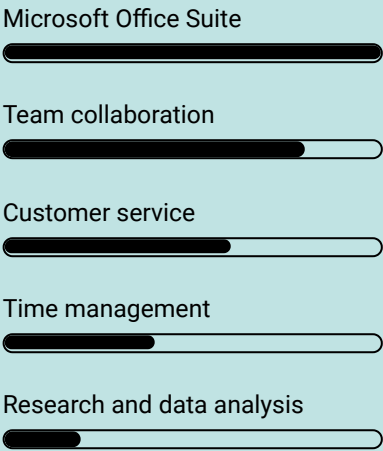 Microsoft Office Suite
Team collaboration
Customer service
Time management
Research and data analysis